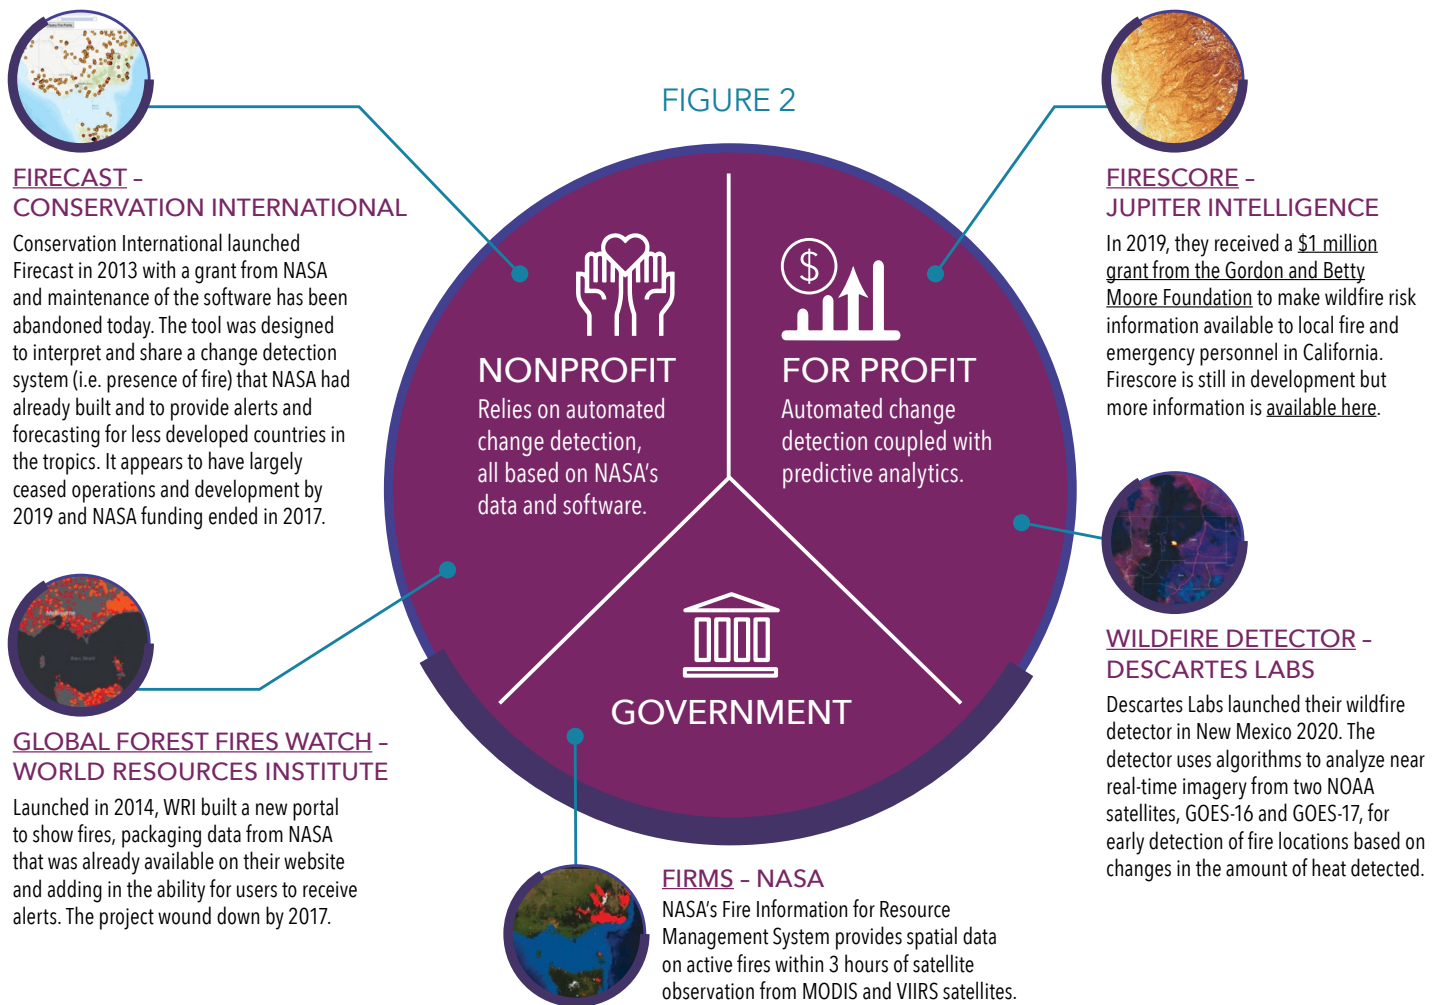 FIGURE 2
FIRECAST –
CONSERVATION INTERNATIONAL
Conservation International launched
Firecast in 2013 with a grant from NASA
and maintenance of the software has been
abandoned today. The tool was designed
to interpret and share a change detection
system (i.e. presence of fire) that NASA had
already built and to provide alerts and
forecasting for less developed countries in
the tropics. It appears to have largely
ceased operations and development by
2019 and NASA funding ended in 2017.
GLOBAL FOREST FIRES WATCH –
WORLD RESOURCES INSTITUTE
Launched in 2014, WRI built a new portal
to show fires, packaging data from NASA
that was already available on their website
and adding in the ability for users to receive
alerts. The project wound down by 2017.
NONPROFIT
Relies on automated
change detection,
all based on NASA's
data and software.
$
FOR PROFIT
Automated change
detection coupled with
predictive analytics.
GOVERNMENT
FIRMS – NASA
NASA's Fire Information for Resource
Management System provides spatial data
on active fires within 3 hours of satellite
observation from MODIS and VIIRS satellites.
FIRESCORE –
JUPITER INTELLIGENCE
In 2019, they received a $1 million
grant from the Gordon and Betty
Moore Foundation to make wildfire risk
information available to local fire and
emergency personnel in California.
Firescore is still in development but
more information is available here.
WILDFIRE DETECTOR –
DESCARTES LABS
Descartes Labs launched their wildfire
detector in New Mexico 2020. The
detector uses algorithms to analyze near
real-time imagery from two NOAA
satellites, GOES-16 and GOES-17, for
early detection of fire locations based on
changes in the amount of heat detected.